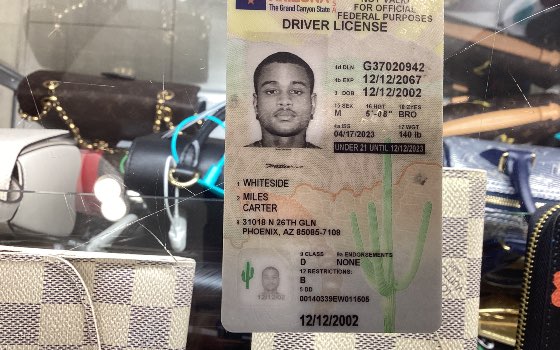 The Grand Canyon State
NOT VALID
FOR OFFICIAL
FEDERAL PURPOSES
DRIVER LICENSE
4d DLN G37020942
4b EXP 12/12/2067
3 DOB 12/12/2002
15 SEX 16 HGT 18 EYES
M 5'-08" BRO
4a ISS 17 WGT
04/17/2023 140 lb
UNDER 21 UNTIL 12/12/2023
1 WHITESIDE
2 MILES
CARTER
8 31018 N 26TH GLN
PHOENIX, AZ 85085-7108
9 CLASS 9a ENDORSEMENTS
D NONE
12 RESTRICTIONS:
B
5 DD
00140339EW011505
12/12/2002
12/12/2002